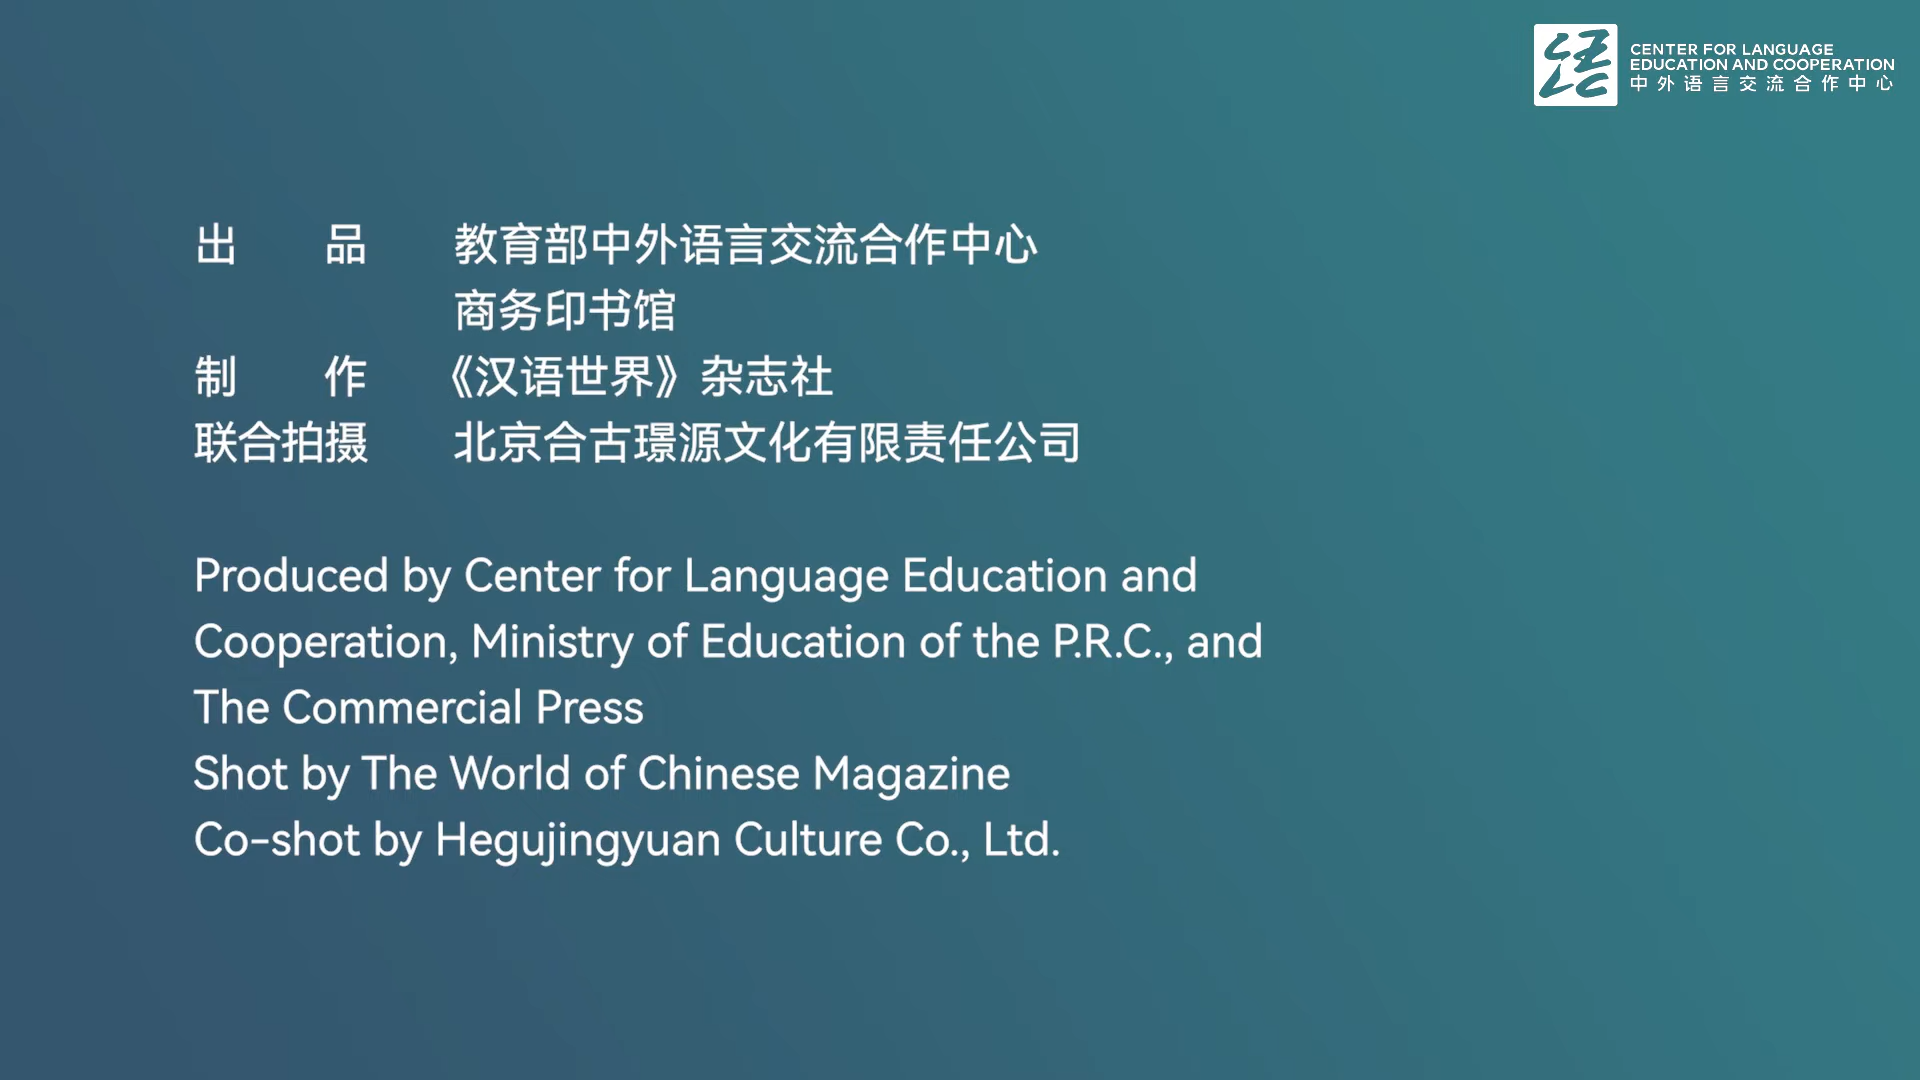 CENTER FOR LANGUAGE
EDUCATION AND COOPERATION
中外语言交流合作中心
出品 教育部中外语言交流合作中心
商务印书馆
制作 《汉语世界》杂志社
联合拍摄 北京合古璟源文化有限责任公司
Produced by Center for Language Education and
Cooperation, Ministry of Education of the P.R.C., and
The Commercial Press
Shot by The World of Chinese Magazine
Co-shot by Hegujingyuan Culture Co., Ltd.